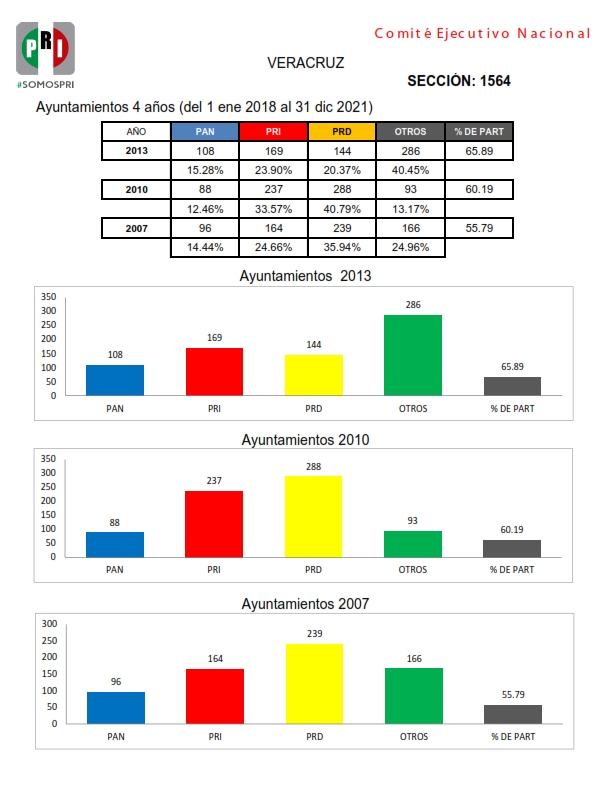 Comité Ejecutivo Nacional
PRI
#SOMOSPRI
VERACRUZ
SECCIÓN: 1564
Ayuntamientos 4 años (del 1 ene 2018 al 31 dic 2021)
AÑO PAN PRI PRD OTROS % DE PART
2013 108 169 144 286 65.89
15.28% 23.90% 20.37% 40.45%
2010 88 237 288 93 60.19
12.46% 33.57% 40.79% 13.17%
2007 96 164 239 166 55.79
14.44% 24.66% 35.94% 24.96%
Ayuntamientos 2013
350
300
250
200
150
100
50
0
108 169 144 286 65.89
PAN PRI PRD OTROS % DE PART
Ayuntamientos 2010
350
300
250
200
150
100
50
0
88 237 288 93 60.19
PAN PRI PRD OTROS % DE PART
Ayuntamientos 2007
300
250
200
150
100
50
0
96 164 239 166 55.79
PAN PRI PRD OTROS % DE PART